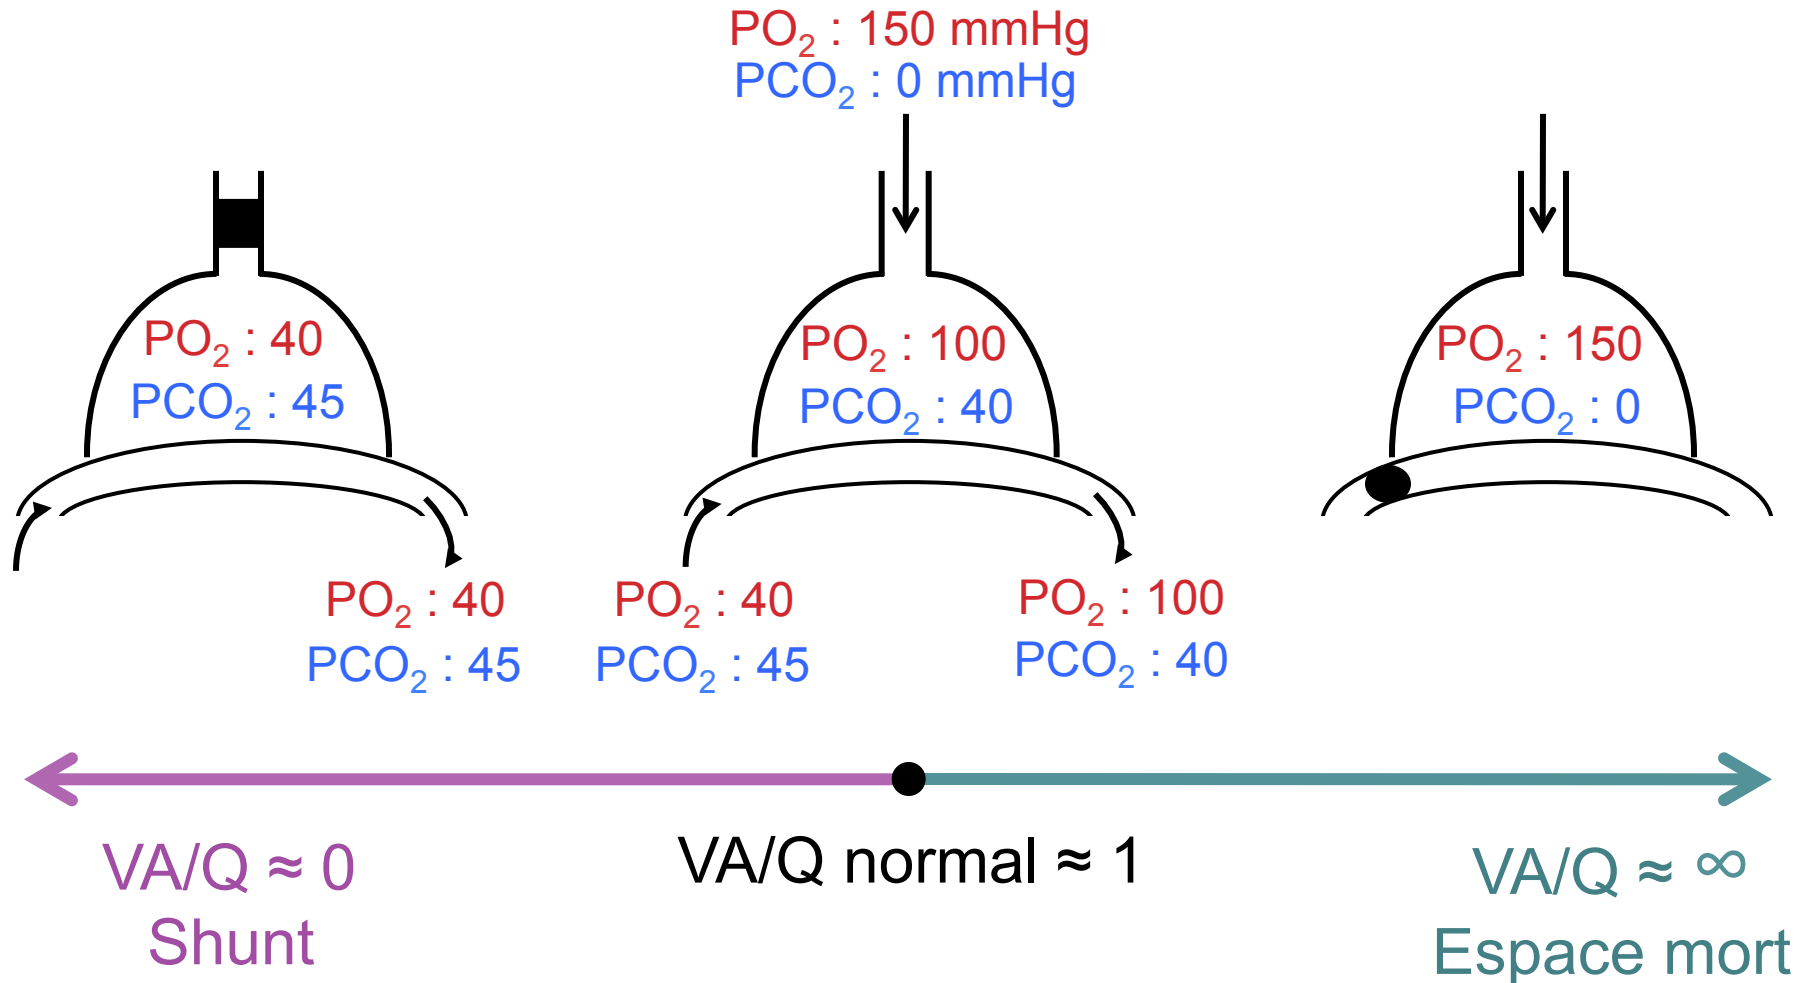 PO₂ : 150 mmHg
PCO₂ : 0 mmHg
PO₂ : 40
PCO₂ : 45
PO₂ : 100
PCO₂ : 40
PO₂ : 150
PCO₂ : 0
PO₂ : 40
PCO₂ : 45
PO₂ : 40
PCO₂ : 45
PO₂ : 100
PCO₂ : 40
VA/Q ≈ 0
Shunt
VA/Q normal ≈ 1
VA/Q ≈ ∞
Espace mort